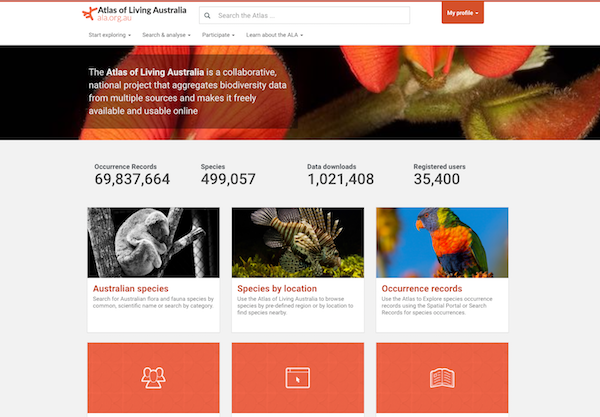 Atlas of Living Australia
ala.org.au
Search the Atlas ...
My profile
Start exploring
Search & analyse
Participate
Learn about the ALA
The Atlas of Living Australia is a collaborative,
national project that aggregates biodiversity data
from multiple sources and makes it freely
available and usable online
Occurrence Records
69,837,664
Species
499,057
Data downloads
1,021,408
Registered users
35,400
Australian species
Search for Australian flora and fauna species by
common, scientific name or search by category.
Species by location
Use the Atlas of Living Australia to browse
species by pre-defined region or by location to
find species nearby.
Occurrence records
Use the Atlas to Explore species occurrence
records using the Spatial Portal or Search
Records for species occurrences.